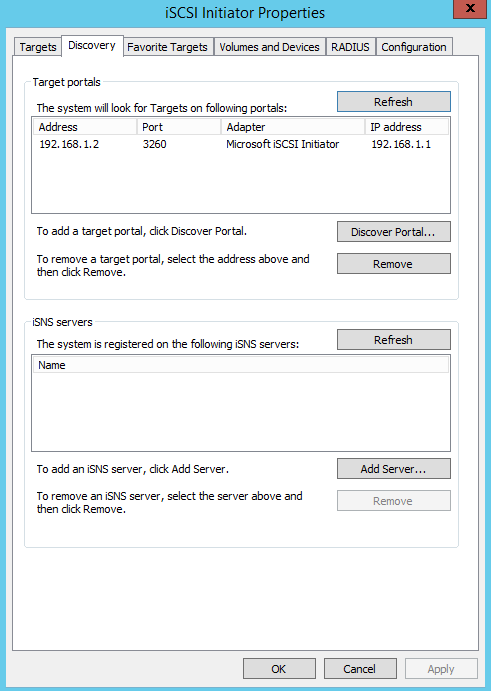 iSCSI Initiator Properties
x
Targets Discovery Favorite Targets Volumes and Devices RADIUS Configuration
Target portals
The system will look for Targets on following portals: Refresh
Address Port Adapter IP address
192.168.1.2 3260 Microsoft iSCSI Initiator 192.168.1.1
To add a target portal, click Discover Portal. Discover Portal...
To remove a target portal, select the address above and
then click Remove.
Remove
iSNS servers
The system is registered on the following iSNS servers: Refresh
Name
To add an iSNS server, click Add Server. Add Server...
To remove an iSNS server, select the server above and
then click Remove.
Remove
OK Cancel Apply